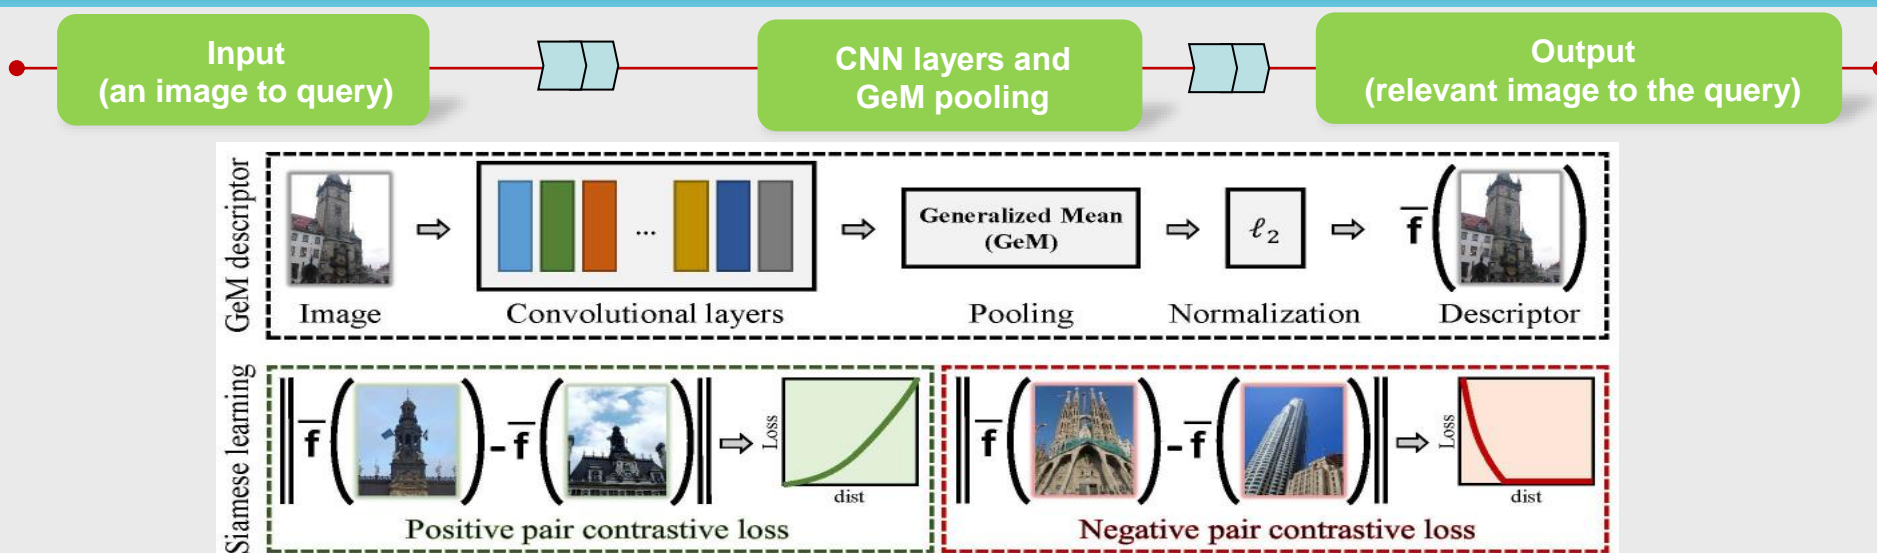 Input
(an image to query)
CNN layers and
GeM pooling
Output
(relevant image to the query)
GeM descriptor
Image
Convolutional layers
...
Generalized Mean
(GeM)
Pooling
ℓ₂
Normalization
f̅
Descriptor
Siamese learning
‖ f̅ ( ) - f̅ ( ) ‖
Loss
dist
Positive pair contrastive loss
‖ f̅ ( ) - f̅ ( ) ‖
Loss
dist
Negative pair contrastive loss